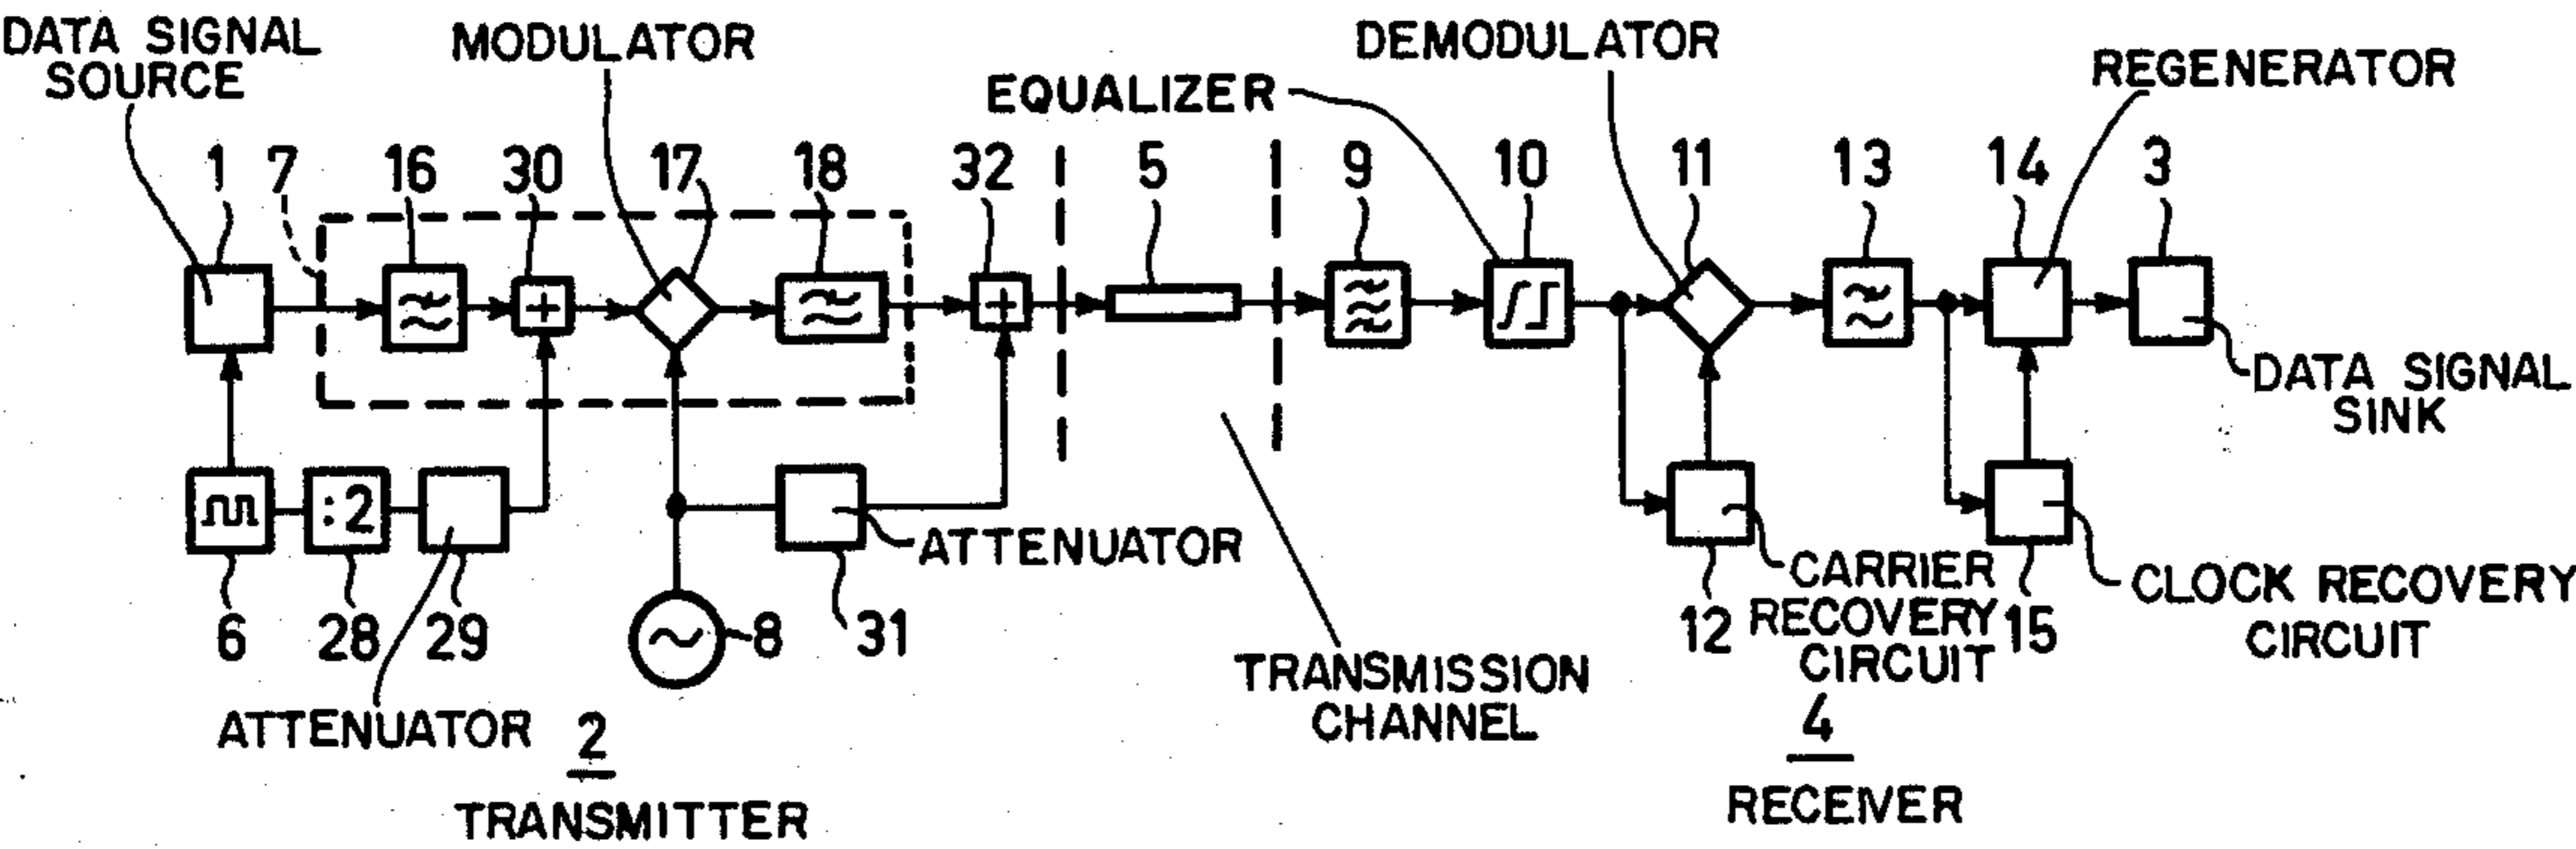 DATA SIGNAL
SOURCE
MODULATOR
EQUALIZER
DEMODULATOR
REGENERATOR
1
7
16
30
17
18
32
5
9
10
11
13
14
3
+
+
DATA SIGNAL
SINK
:2
6
28
29
8
31
ATTENUATOR
ATTENUATOR
12
CARRIER
RECOVERY
CIRCUIT
15
CLOCK RECOVERY
CIRCUIT
TRANSMISSION
CHANNEL
2
TRANSMITTER
4
RECEIVER